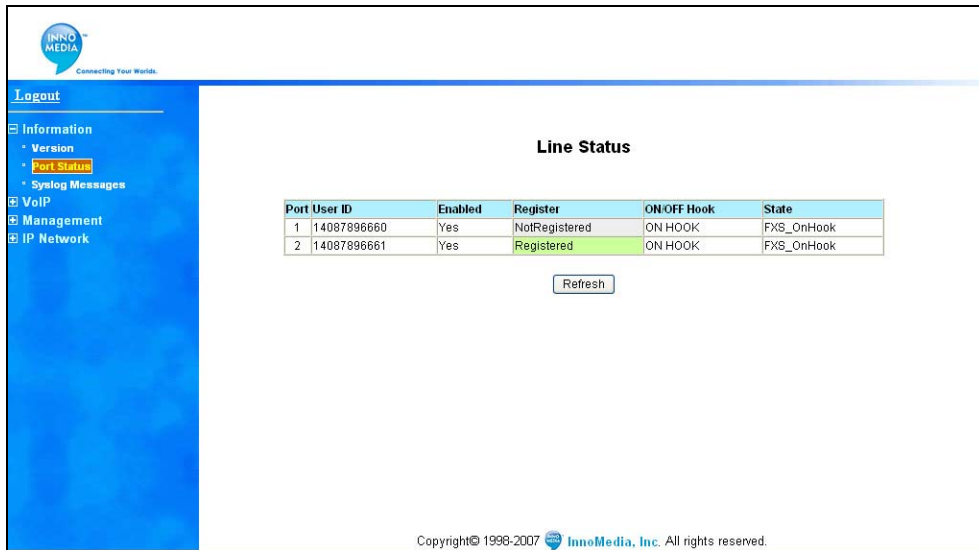 INNO
MEDIA
Connecting Your Worlds.
Logout
Information
Version
Port Status
Syslog Messages
VoIP
Management
IP Network
Line Status
Port User ID Enabled Register ON/OFF Hook State
1 14087896660 Yes NotRegistered ON HOOK FXS_OnHook
2 14087896661 Yes Registered ON HOOK FXS_OnHook
Refresh
Copyright© 1998-2007 InnoMedia, Inc. All rights reserved.